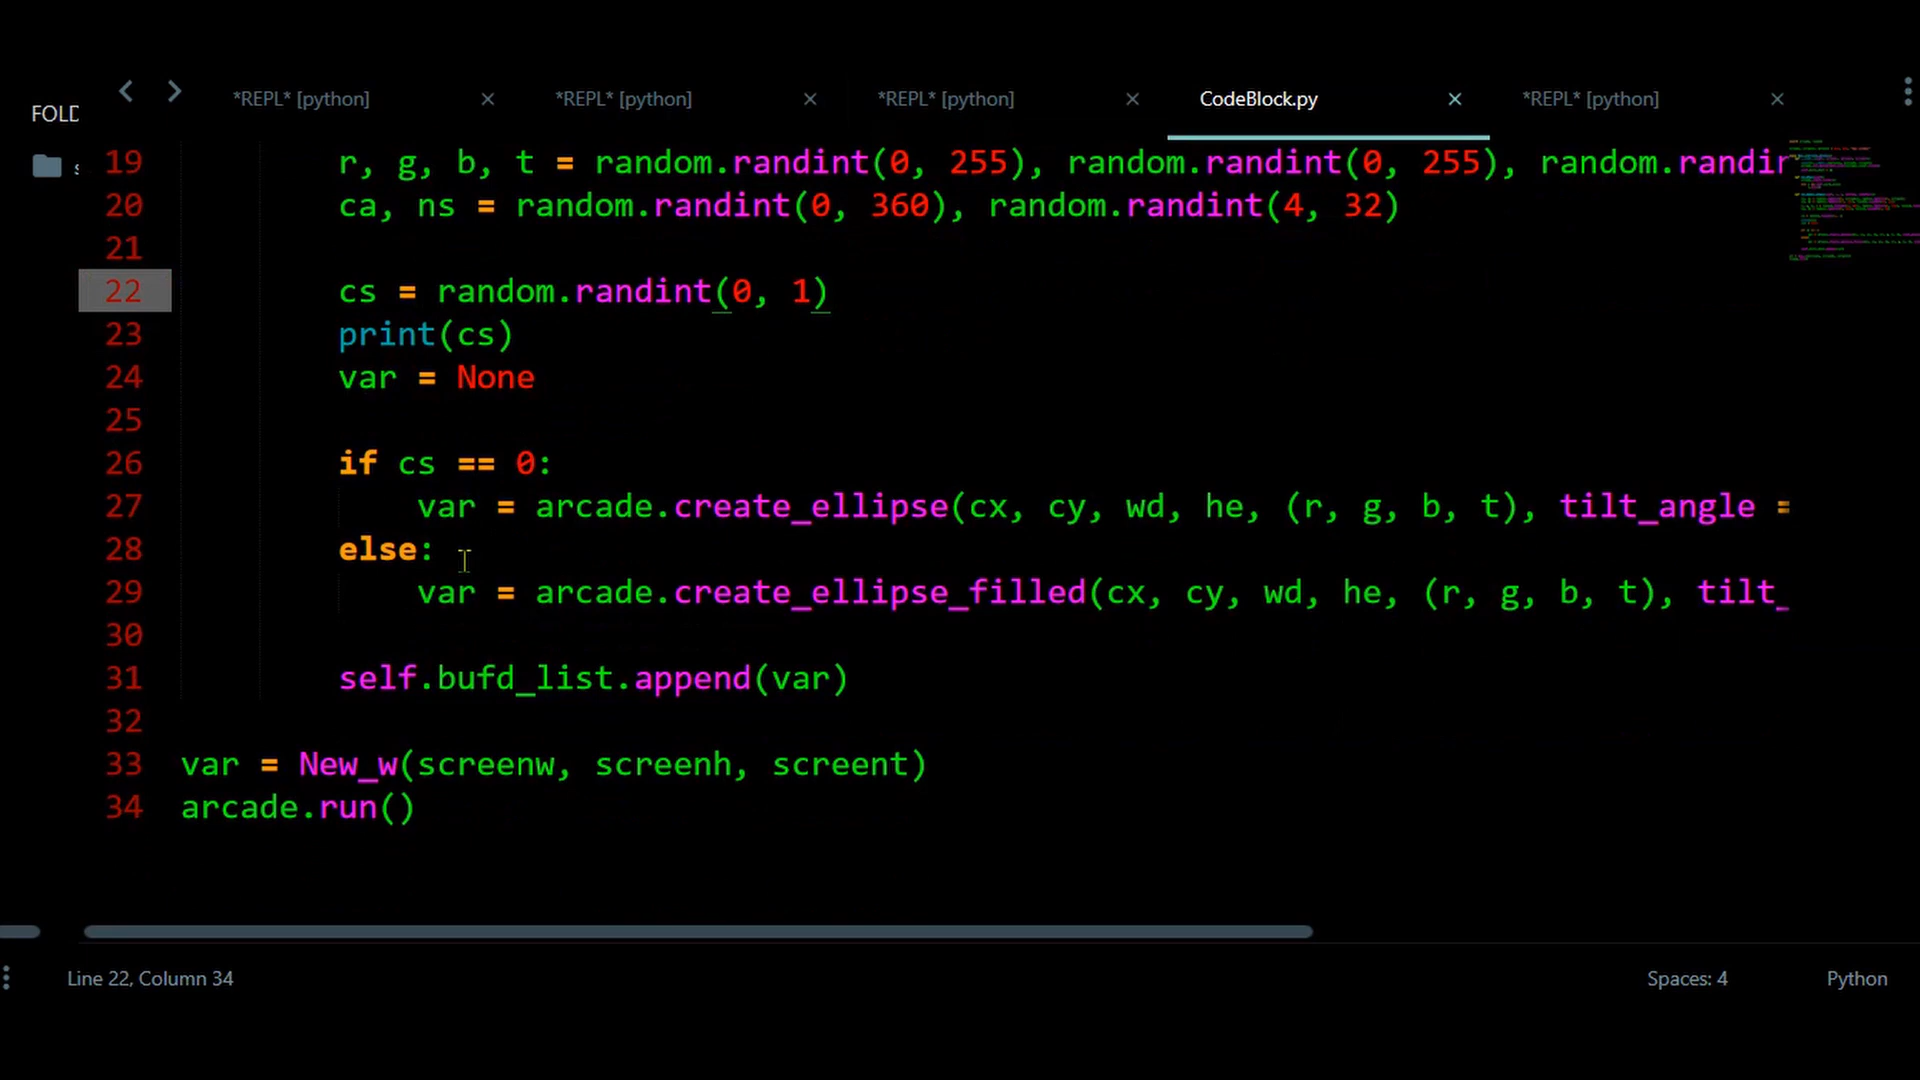 FOLD
*REPL* [python] *REPL* [python] *REPL* [python] CodeBlock.py *REPL* [python]
19 r, g, b, t = random.randint(0, 255), random.randint(0, 255), random.randin
20 ca, ns = random.randint(0, 360), random.randint(4, 32)
21
22 cs = random.randint(0, 1)
23 print(cs)
24 var = None
25
26 if cs == 0:
27 var = arcade.create_ellipse(cx, cy, wd, he, (r, g, b, t), tilt_angle =
28 else:
29 var = arcade.create_ellipse_filled(cx, cy, wd, he, (r, g, b, t), tilt_
30
31 self.bufd_list.append(var)
32
33 var = New_w(screenw, screenh, screent)
34 arcade.run()
Line 22, Column 34 Spaces: 4 Python